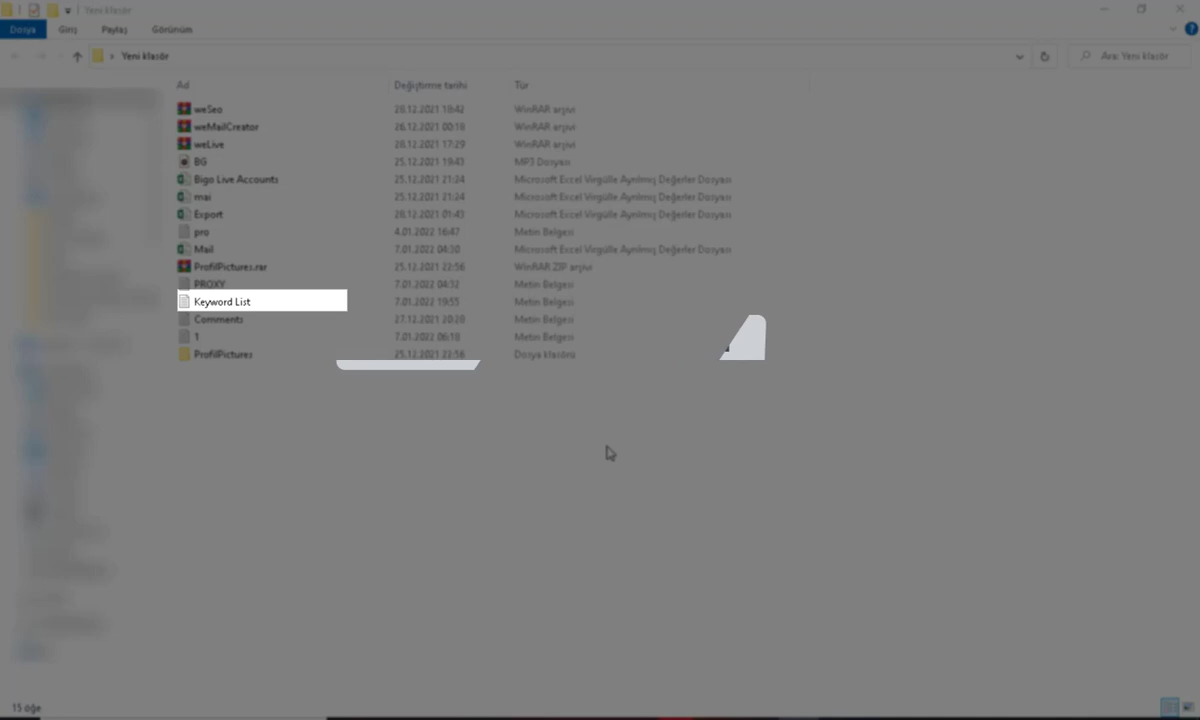 Yeni klasör
Dosya Giriş Paylaş Görünüm
Yeni klasör Ara: Yeni klasör
Ad Değiştirme tarihi Tür
weSeo 28.12.2021 18:42 WinRAR arşivi
weMailCreator 26.12.2021 00:18 WinRAR arşivi
weLive 28.12.2021 17:29 WinRAR arşivi
BG 25.12.2021 19:43 MP3 Dosyası
Bigo Live Accounts 25.12.2021 21:24 Microsoft Excel Virgülle Ayrılmış Değerler Dosyası
mai 25.12.2021 21:24 Microsoft Excel Virgülle Ayrılmış Değerler Dosyası
Export 28.12.2021 01:43 Microsoft Excel Virgülle Ayrılmış Değerler Dosyası
pro 4.01.2022 16:47 Metin Belgesi
Mail 7.01.2022 04:30 Microsoft Excel Virgülle Ayrılmış Değerler Dosyası
ProfilPictures.rar 25.12.2021 22:56 WinRAR ZIP arşivi
PROXY 7.01.2022 04:32 Metin Belgesi
Keyword List 7.01.2022 19:55 Metin Belgesi
Comments 27.12.2021 20:28 Metin Belgesi
1 7.01.2022 06:18 Metin Belgesi
ProfilPictures 25.12.2021 22:56 Dosya klasörü
15 öğe